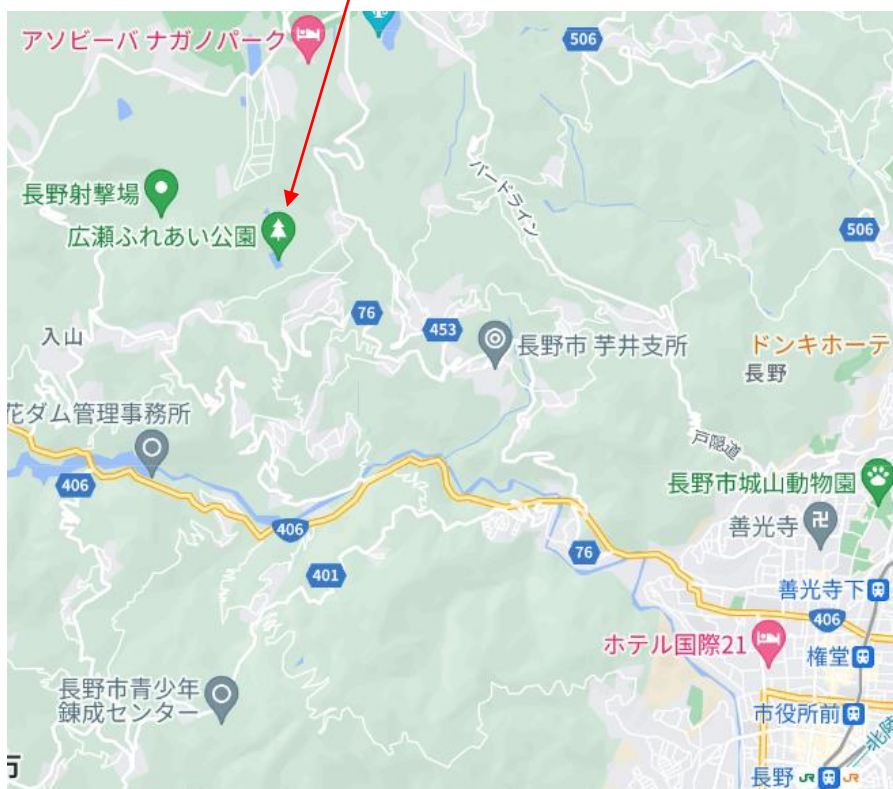 アソビーバ ナガノパーク
506
バードライン
長野射撃場
広瀬ふれあい公園
506
76
453
入山
長野市 芋井支所
ドンキホーテ
長野
花ダム管理事務所
戸隠道
406
長野市城山動物園
善光寺
406
76
401
善光寺下
406
ホテル国際21
権堂
長野市青少年
錬成センター
市役所前
北陸
長野 JR JR